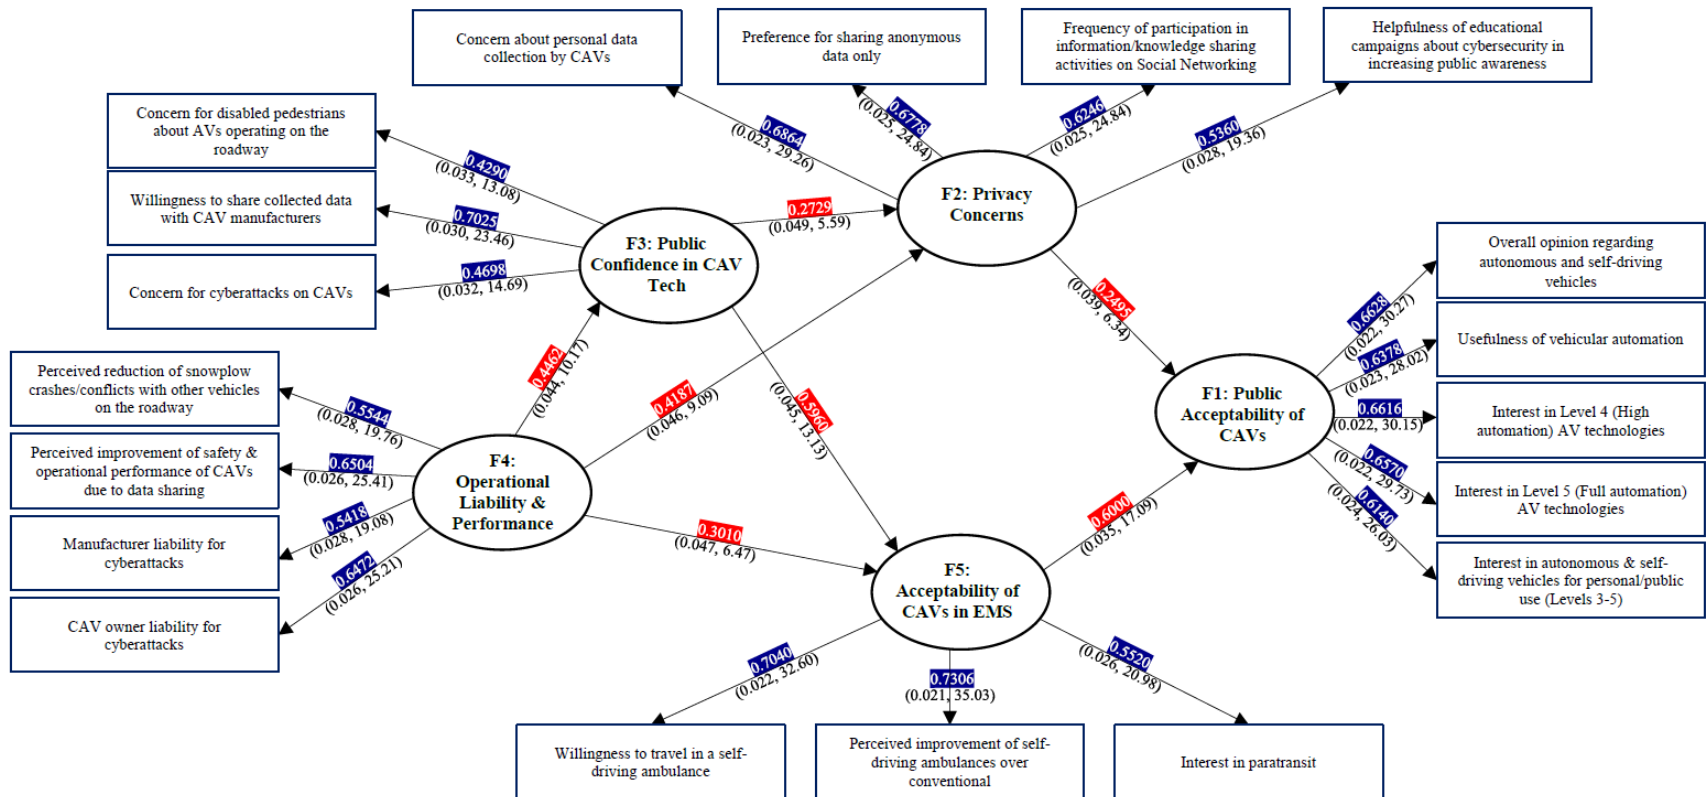 Concern about personal data
collection by CAVs
Preference for sharing anonymous
data only
Frequency of participation in
information/knowledge sharing
activities on Social Networking
Helpfulness of educational
campaigns about cybersecurity in
increasing public awareness
Concern for disabled pedestrians
about AVs operating on the
roadway
Willingness to share collected data
with CAV manufacturers
Concern for cyberattacks on CAVs
0.6864
(0.023, 29.26)
0.6778
(0.025, 24.84)
0.6246
(0.025, 24.84)
0.5360
(0.028, 19.36)
0.4290
(0.033, 13.08)
0.7025
(0.030, 23.46)
0.4698
(0.032, 14.69)
F3: Public
Confidence in CAV
Tech
0.2729
(0.049, 5.59)
F2: Privacy
Concerns
0.2495
(0.039, 6.34)
0.4462
(0.044, 10.17)
0.4187
(0.046, 9.09)
0.5960
(0.045, 13.13)
Overall opinion regarding
autonomous and self-driving
vehicles
Usefulness of vehicular automation
Interest in Level 4 (High
automation) AV technologies
Interest in Level 5 (Full automation)
AV technologies
Interest in autonomous & self-
driving vehicles for personal/public
use (Levels 3-5)
0.6628
(0.022, 30.27)
0.6378
(0.023, 28.02)
0.6616
(0.022, 30.15)
0.6570
(0.022, 29.73)
0.6140
(0.024, 26.03)
F1: Public
Acceptability of
CAVs
Perceived reduction of snowplow
crashes/conflicts with other vehicles
on the roadway
Perceived improvement of safety &
operational performance of CAVs
due to data sharing
Manufacturer liability for
cyberattacks
CAV owner liability for
cyberattacks
0.5544
(0.028, 19.76)
0.6504
(0.026, 25.41)
0.5418
(0.028, 19.08)
0.6472
(0.026, 25.21)
F4:
Operational
Liability &
Performance
0.3010
(0.047, 6.47)
0.6000
(0.035, 17.09)
F5:
Acceptability of
CAVs in EMS
0.7040
(0.022, 32.60)
0.7306
(0.021, 35.03)
0.5520
(0.026, 20.98)
Willingness to travel in a self-
driving ambulance
Perceived improvement of self-
driving ambulances over
conventional
Interest in paratransit